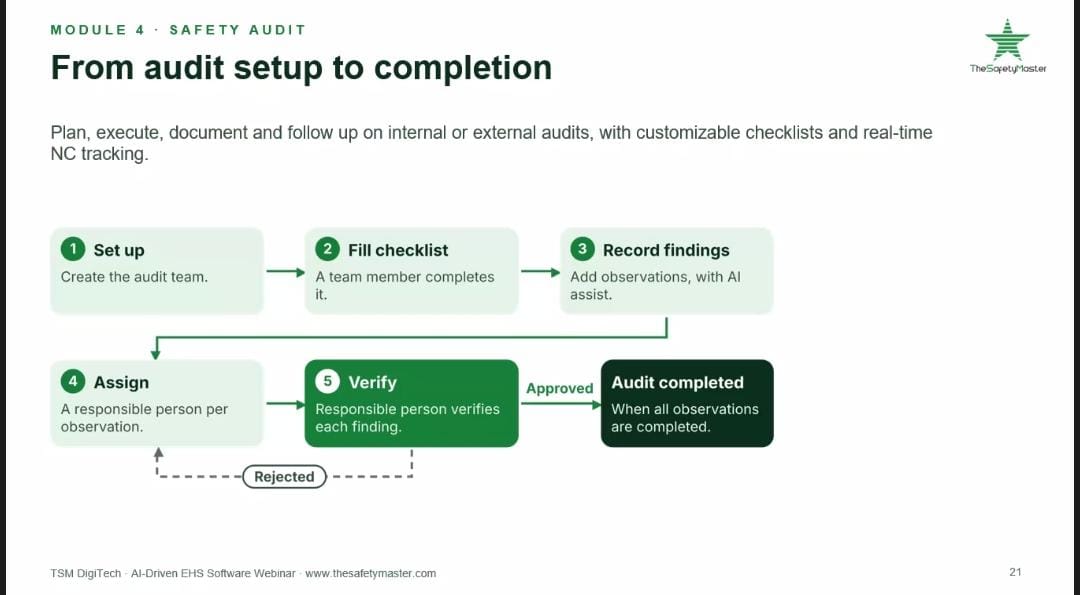 MODULE 4 · SAFETY AUDIT
TheSafetyMaster
From audit setup to completion
Plan, execute, document and follow up on internal or external audits, with customizable checklists and real-time
NC tracking.
1 Set up
Create the audit team.
2 Fill checklist
A team member completes
it.
3 Record findings
Add observations, with AI
assist.
4 Assign
A responsible person per
observation.
5 Verify
Responsible person verifies
each finding.
Approved
Audit completed
When all observations
are completed.
Rejected
TSM DigiTech · AI-Driven EHS Software Webinar · www.thesafetymaster.com
21